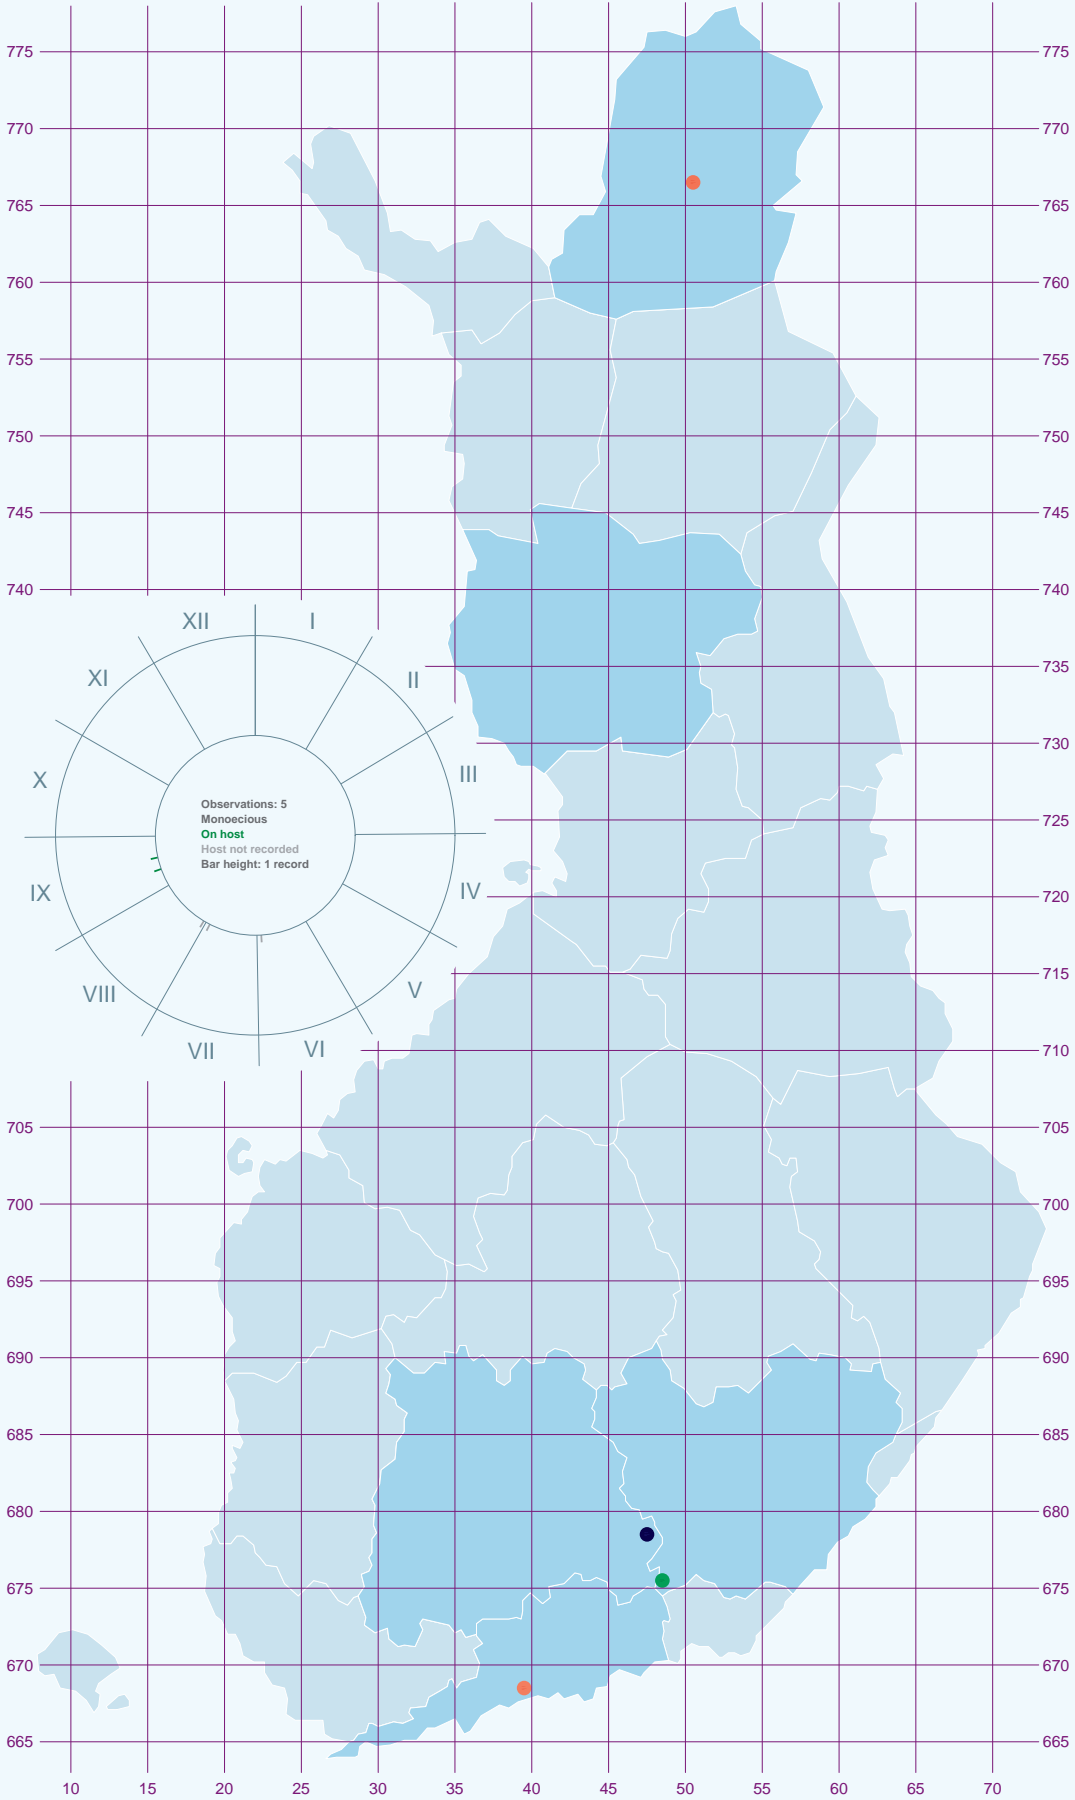 775 775
770 770
765 765
760 760
755 755
750 750
745 745
740 740
XII I
XI II
735
730
X III
Observations: 5
Monoecious
On host
Host not recorded
Bar height: 1 record
725
IX IV
720
715
VIII V
VII VI
710
705 705
700 700
695 695
690 690
685 685
680 680
675 675
670 670
665 665
10 15 20 25 30 35 40 45 50 55 60 65 70